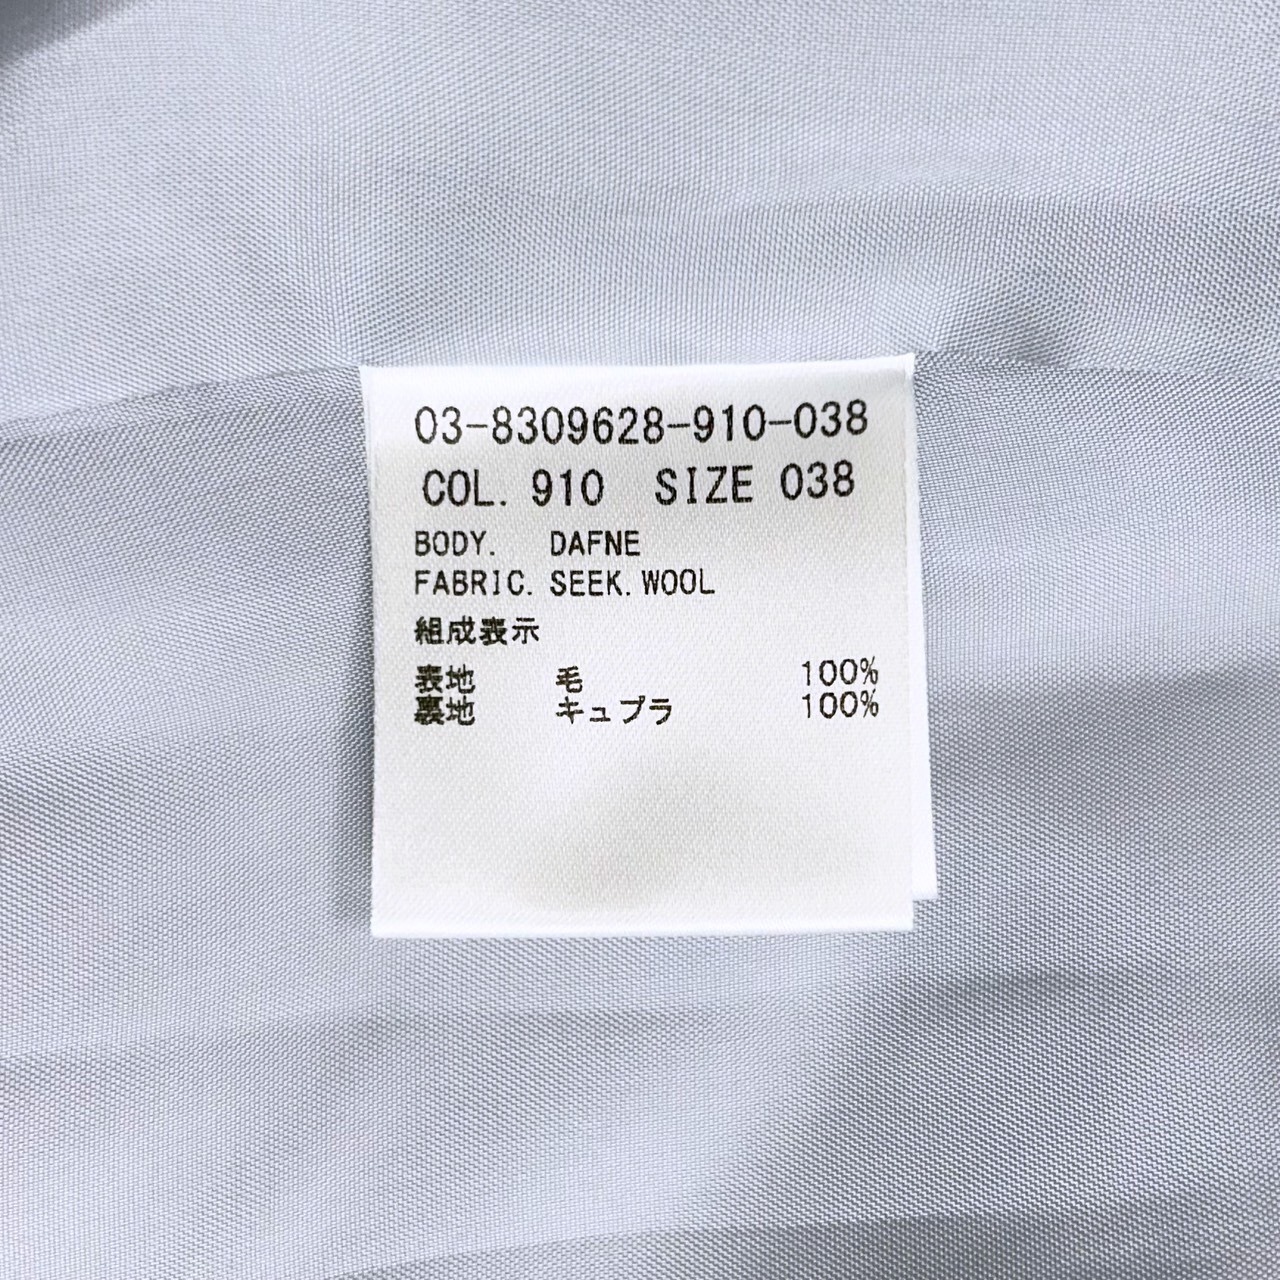 03-8309628-910-038
COL. 910 SIZE 038
BODY. DAFNE
FABRIC. SEEK. WOOL
組成表示
表地 毛 100%
裏地 キュプラ 100%